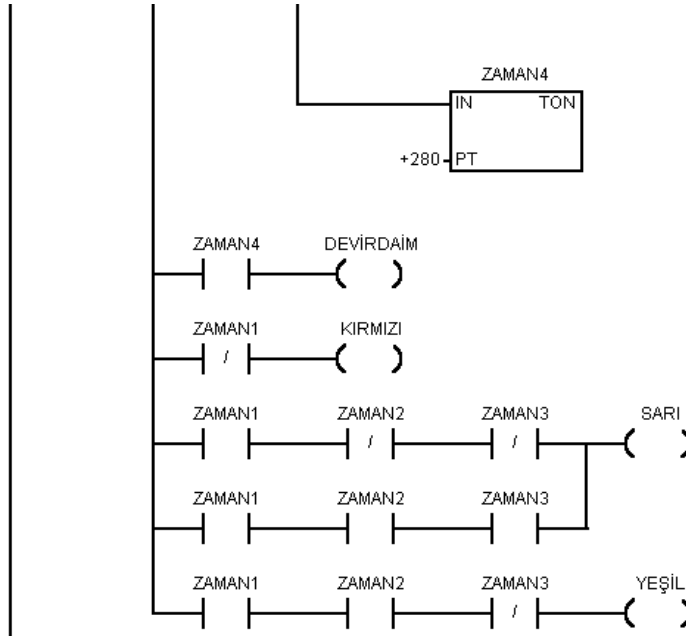 ZAMAN4
IN TON
+280 PT
ZAMAN4 DEVİRDAİM
ZAMAN1 KIRMIZI
/
ZAMAN1 ZAMAN2 ZAMAN3 SARI
/ /
ZAMAN1 ZAMAN2 ZAMAN3
ZAMAN1 ZAMAN2 ZAMAN3 YEŞİL
/